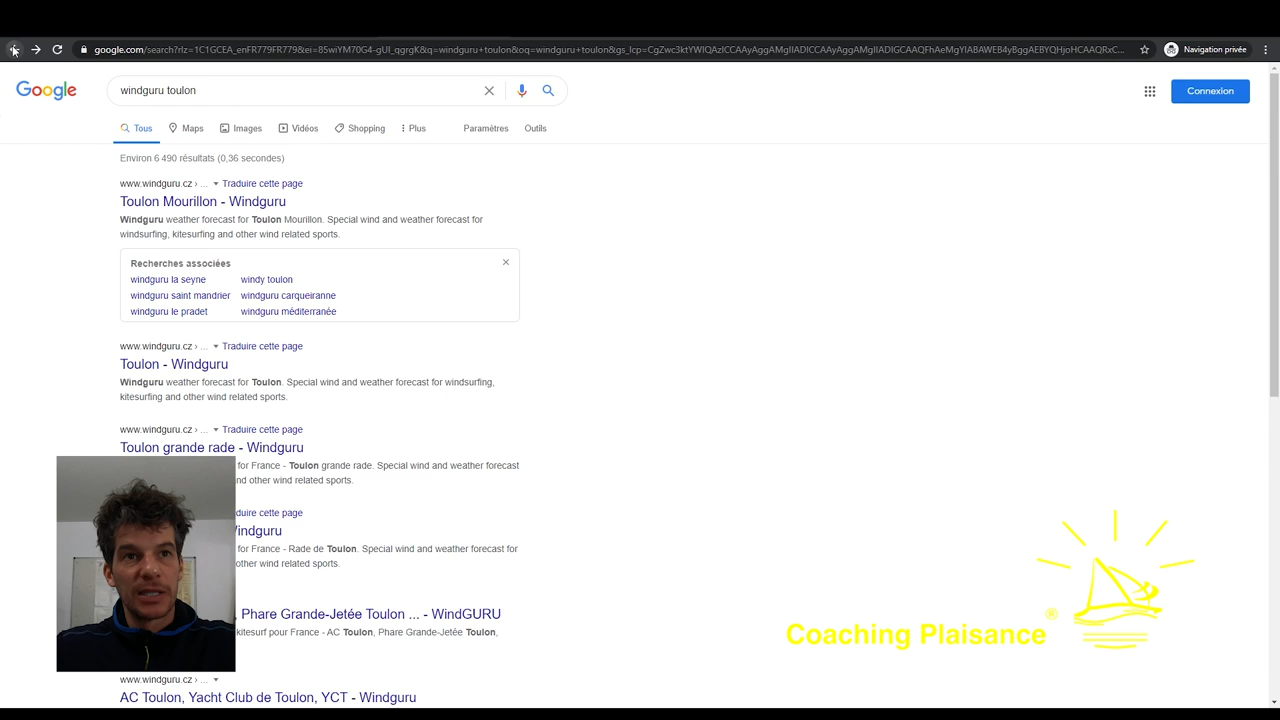 google.com/search?rlz=1C1GCEA_enFR779FR779&ei=85wiYM70G4-gUI_qgrgK&q=windguru+toulon&oq=windguru+toulon&gs_lcp=CgZwc3ktYWIQAzICCAAyAggAMgIIADICCAAyAggAMgIIADIGCAAQFhAeMgYIABAWEB4yBggAEBYQHjoHCAAQRxC...
Navigation privée
Google
windguru toulon
Connexion
Tous Maps Images Vidéos Shopping Plus Paramètres Outils
Environ 6 490 résultats (0,36 secondes)
www.windguru.cz › ... Traduire cette page
Toulon Mourillon - Windguru
Windguru weather forecast for Toulon Mourillon. Special wind and weather forecast for
windsurfing, kitesurfing and other wind related sports.
Recherches associées
windguru la seyne windy toulon
windguru saint mandrier windguru carqueiranne
windguru le pradet windguru méditerranée
www.windguru.cz › ... Traduire cette page
Toulon - Windguru
Windguru weather forecast for Toulon. Special wind and weather forecast for windsurfing,
kitesurfing and other wind related sports.
www.windguru.cz › ... Traduire cette page
Toulon grande rade - Windguru
for France - Toulon grande rade. Special wind and weather forecast
nd other wind related sports.
duire cette page
indguru
for France - Rade de Toulon. Special wind and weather forecast for
other wind related sports.
, Phare Grande-Jetée Toulon ... - WindGURU
kitesurf pour France - AC Toulon, Phare Grande-Jetée Toulon,
www.windguru.cz › ...
AC Toulon, Yacht Club de Toulon, YCT - Windguru
Coaching Plaisance®